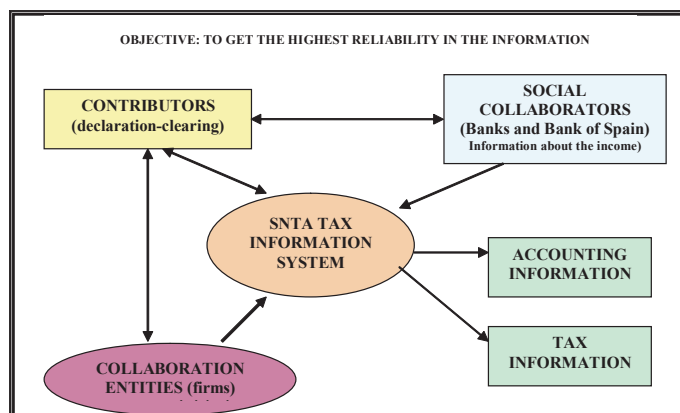 OBJECTIVE: TO GET THE HIGHEST RELIABILITY IN THE INFORMATION
CONTRIBUTORS
(declaration-clearing)
SOCIAL
COLLABORATORS
(Banks and Bank of Spain)
Information about the income)
SNTA TAX
INFORMATION
SYSTEM
ACCOUNTING
INFORMATION
TAX
INFORMATION
COLLABORATION
ENTITIES (firms)